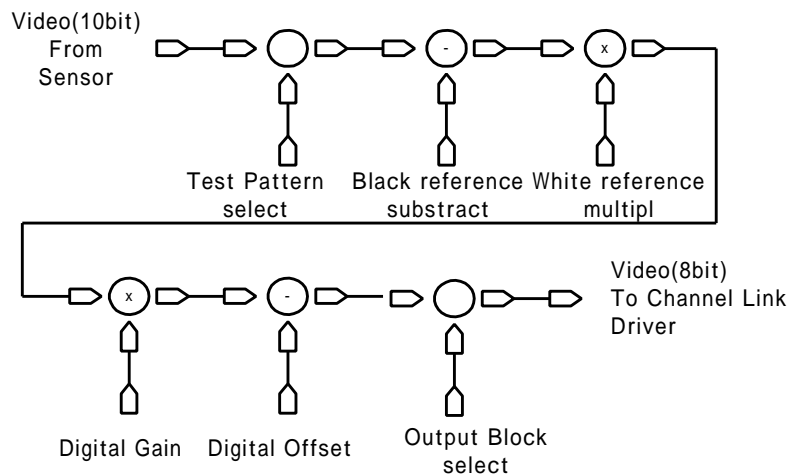 Video(10bit)
From
Sensor
-
x
Test Pattern
select
Black reference
substract
White reference
multipl
x
-
Video(8bit)
To Channel Link
Driver
Digital Gain
Digital Offset
Output Block
select